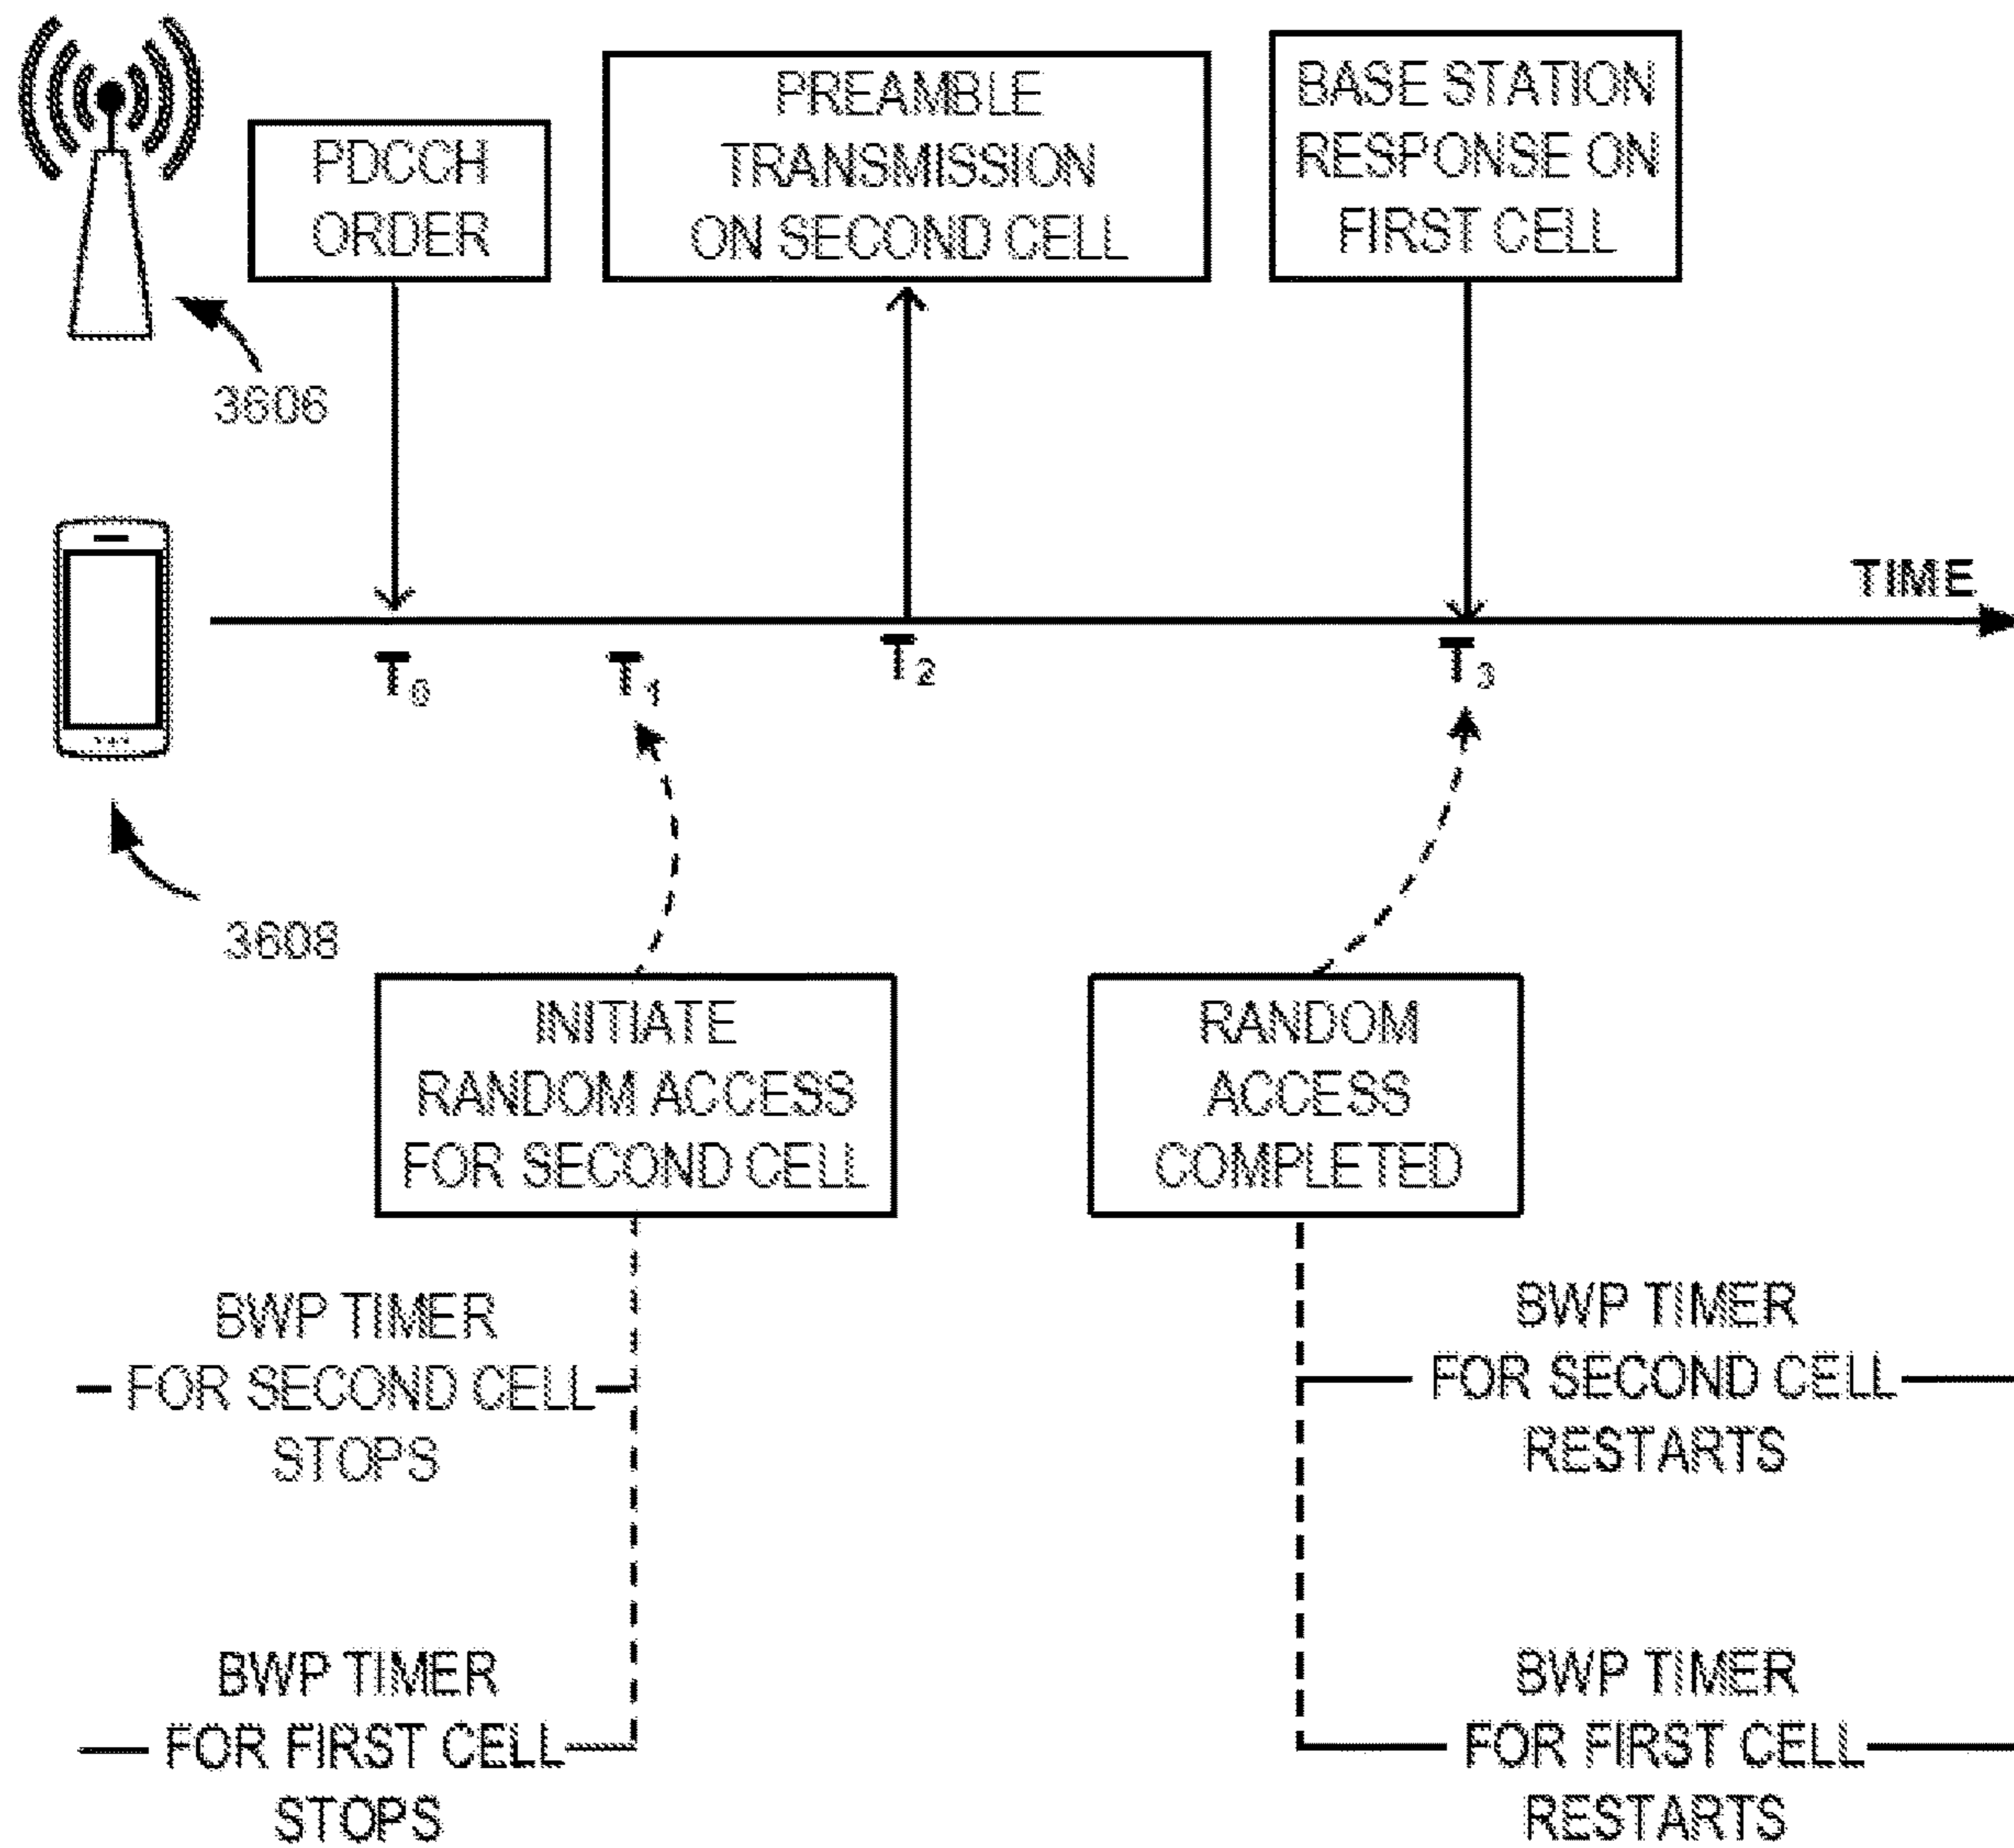 PDCCH
ORDER
PREAMBLE
TRANSMISSION
ON SECOND CELL
BASE STATION
RESPONSE ON
FIRST CELL
3606
TIME
T0
T1
T2
T3
3608
INITIATE
RANDOM ACCESS
FOR SECOND CELL
RANDOM
ACCESS
COMPLETED
BWP TIMER
FOR SECOND CELL
STOPS
BWP TIMER
FOR SECOND CELL
RESTARTS
BWP TIMER
FOR FIRST CELL
STOPS
BWP TIMER
FOR FIRST CELL
RESTARTS